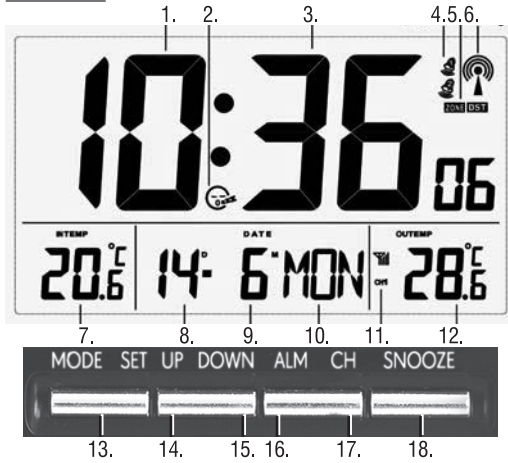 1. 2. 3. 4. 5. 6.
10:36 06
ZONE DST
INTEMP DATE OUTEMP
20.6 °C 14. D 6 M MON CH1 28.6 °C
7. 8. 9. 10. 11. 12.
MODE SET UP DOWN ALM CH SNOOZE
13. 14. 15. 16. 17. 18.